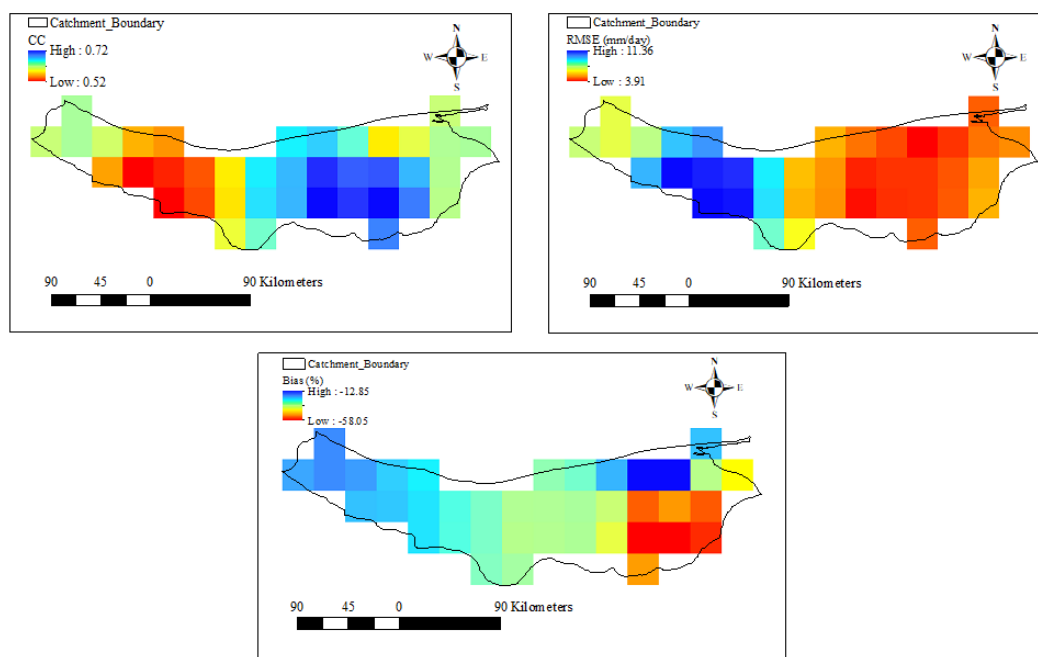 Catchment_Boundary
CC
High : 0.72
Low : 0.52
N
W E
S
90 45 0 90 Kilometers
Catchment_Boundary
RMSE (mm/day)
High : 11.36
Low : 3.91
N
W E
S
90 45 0 90 Kilometers
Catchment_Boundary
Bias (%)
High : -12.85
Low : -58.05
N
W E
S
90 45 0 90 Kilometers